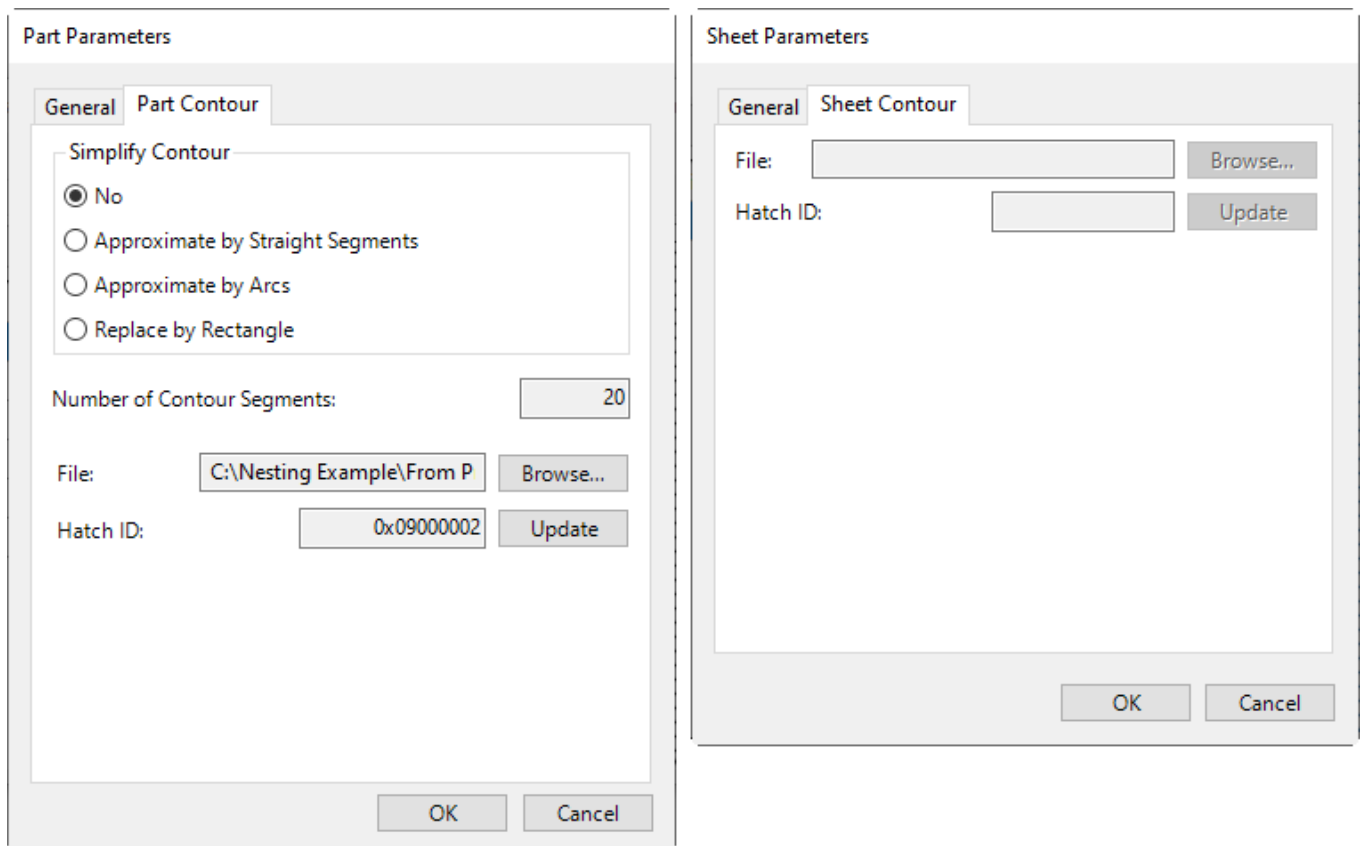 Part Parameters
General Part Contour
Simplify Contour
No
Approximate by Straight Segments
Approximate by Arcs
Replace by Rectangle
Number of Contour Segments: 20
File: C:\Nesting Example\From P Browse...
Hatch ID: 0x09000002 Update
OK Cancel
Sheet Parameters
General Sheet Contour
File: Browse...
Hatch ID: Update
OK Cancel